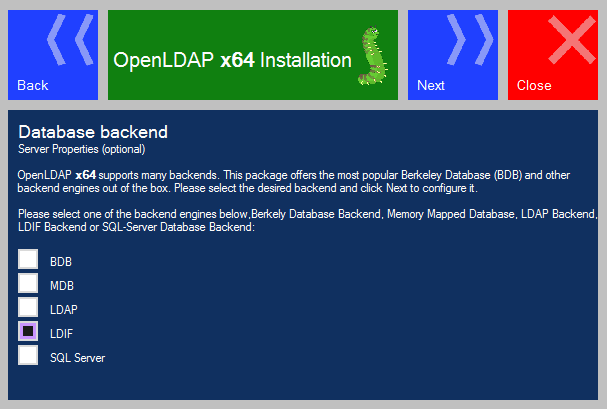 Back
OpenLDAP x64 Installation
Next
Close
Database backend
Server Properties (optional)
OpenLDAP x64 supports many backends. This package offers the most popular Berkeley Database (BDB) and other
backend engines out of the box. Please select the desired backend and click Next to configure it.
Please select one of the backend engines below,Berkely Database Backend, Memory Mapped Database, LDAP Backend,
LDIF Backend or SQL-Server Database Backend:
BDB
MDB
LDAP
LDIF
SQL Server